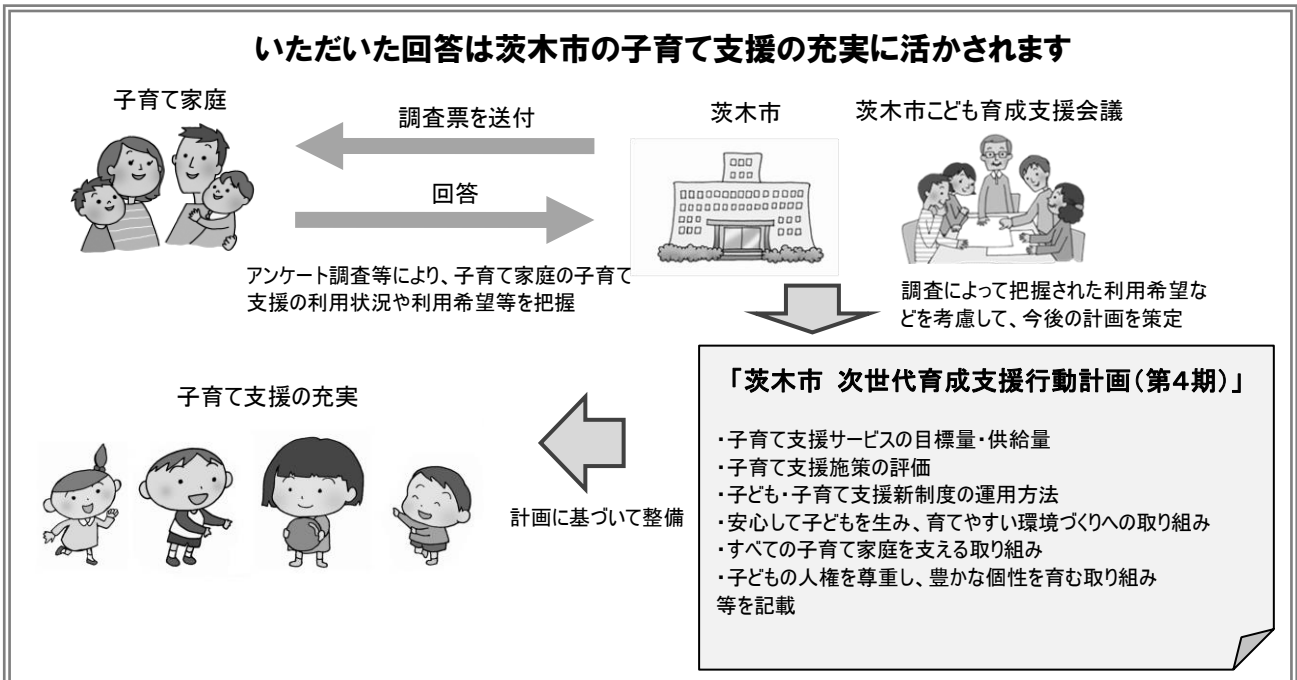 いただいた回答は茨木市の子育て支援の充実に活かされます
子育て家庭
調査票を送付
回答
茨木市
茨木市こども育成支援会議
アンケート調査等により、子育て家庭の子育て
支援の利用状況や利用希望等を把握
調査によって把握された利用希望な
どを考慮して、今後の計画を策定
「茨木市 次世代育成支援行動計画（第4期）」
・子育て支援サービスの目標量・供給量
・子育て支援施策の評価
・子ども・子育て支援新制度の運用方法
・安心して子どもを生み、育てやすい環境づくりへの取り組み
・すべての子育て家庭を支える取り組み
・子どもの人権を尊重し、豊かな個性を育む取り組み
等を記載
計画に基づいて整備
子育て支援の充実